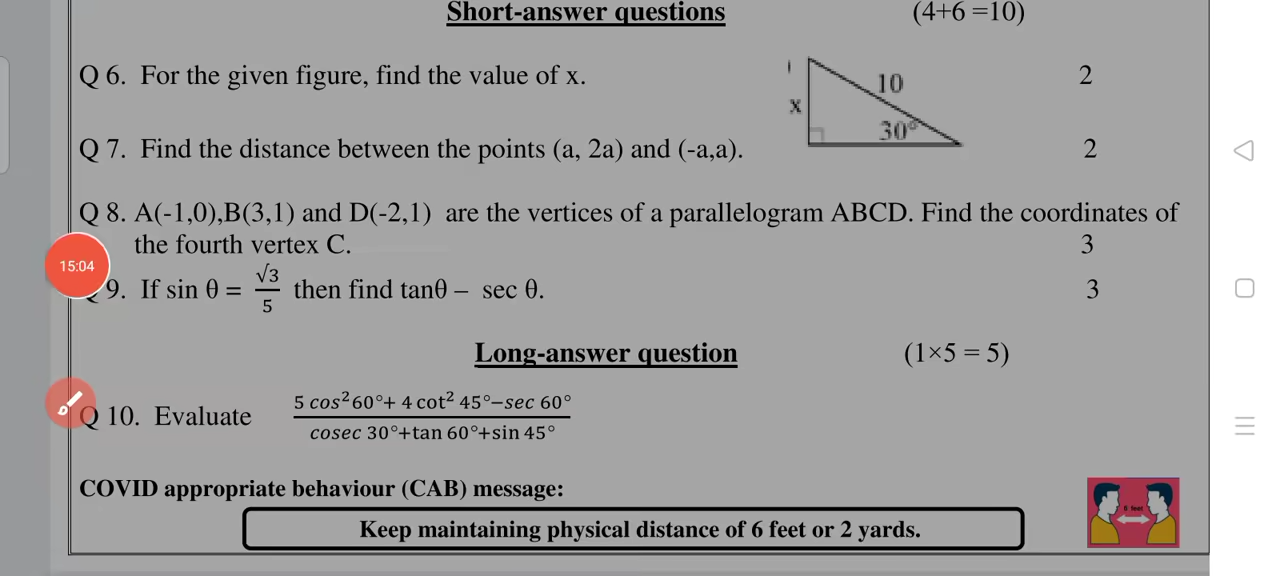 Short-answer questions (4+6 =10)
Q 6. For the given figure, find the value of x. 2
10
x
30°
Q 7. Find the distance between the points (a, 2a) and (-a,a). 2
Q 8. A(-1,0),B(3,1) and D(-2,1) are the vertices of a parallelogram ABCD. Find the coordinates of
the fourth vertex C. 3
15:04
9. If sin θ = √3/5 then find tanθ – sec θ. 3
Long-answer question (1×5 = 5)
Q 10. Evaluate (5 cos²60°+ 4 cot² 45°−sec 60°)/(cosec 30°+tan 60°+sin 45°)
COVID appropriate behaviour (CAB) message:
6 feet
Keep maintaining physical distance of 6 feet or 2 yards.